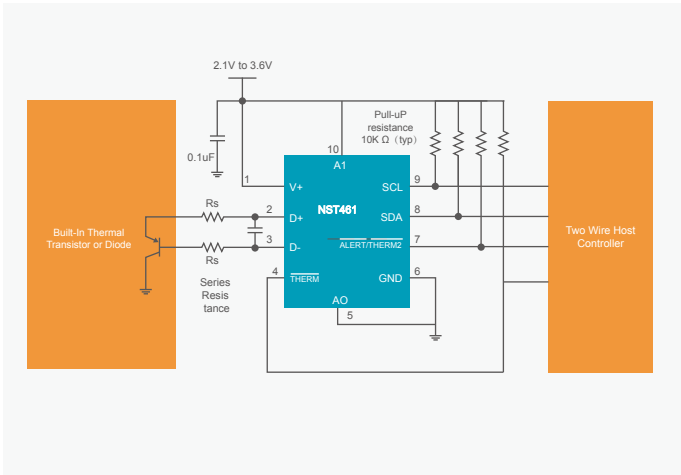 2.1V to 3.6V
Pull-uP
resistance
10K Ω（typ）
0.1uF
10
A1
1
V+
SCL
9
NST461
Rs
2
D+
SDA
8
Built-In Thermal
Transistor or Diode
Two Wire Host
Controller
3
D-
ALERT/THERM2
7
Rs
4
THERM
GND
6
Series
Resis
tance
AO
5